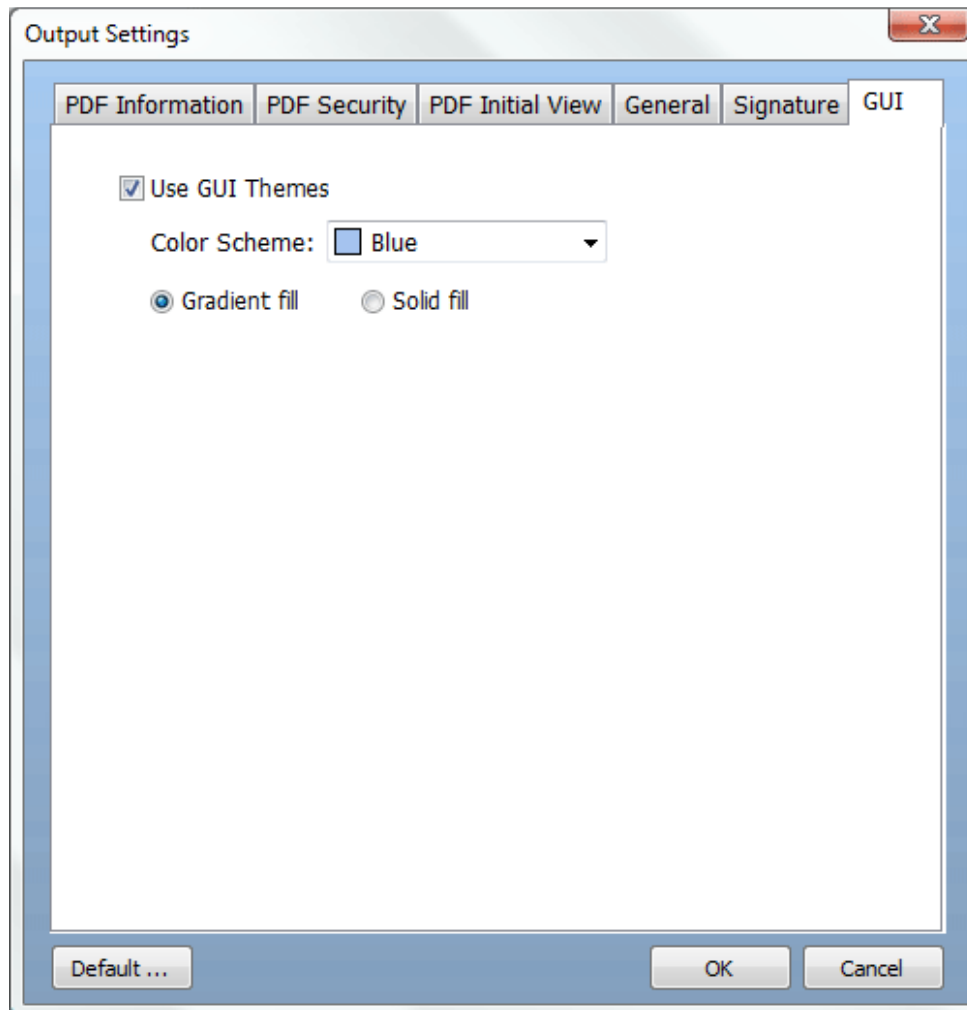 Output Settings
PDF Information PDF Security PDF Initial View General Signature GUI
Use GUI Themes
Color Scheme: Blue
Gradient fill Solid fill
Default ... OK Cancel